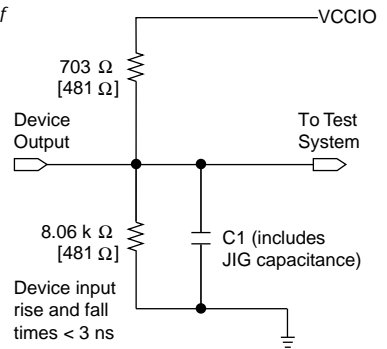 f
VCCIO
703 Ω
[481 Ω]
Device
Output
To Test
System
8.06 k Ω
[481 Ω]
C1 (includes
JIG capacitance)
Device input
rise and fall
times < 3 ns